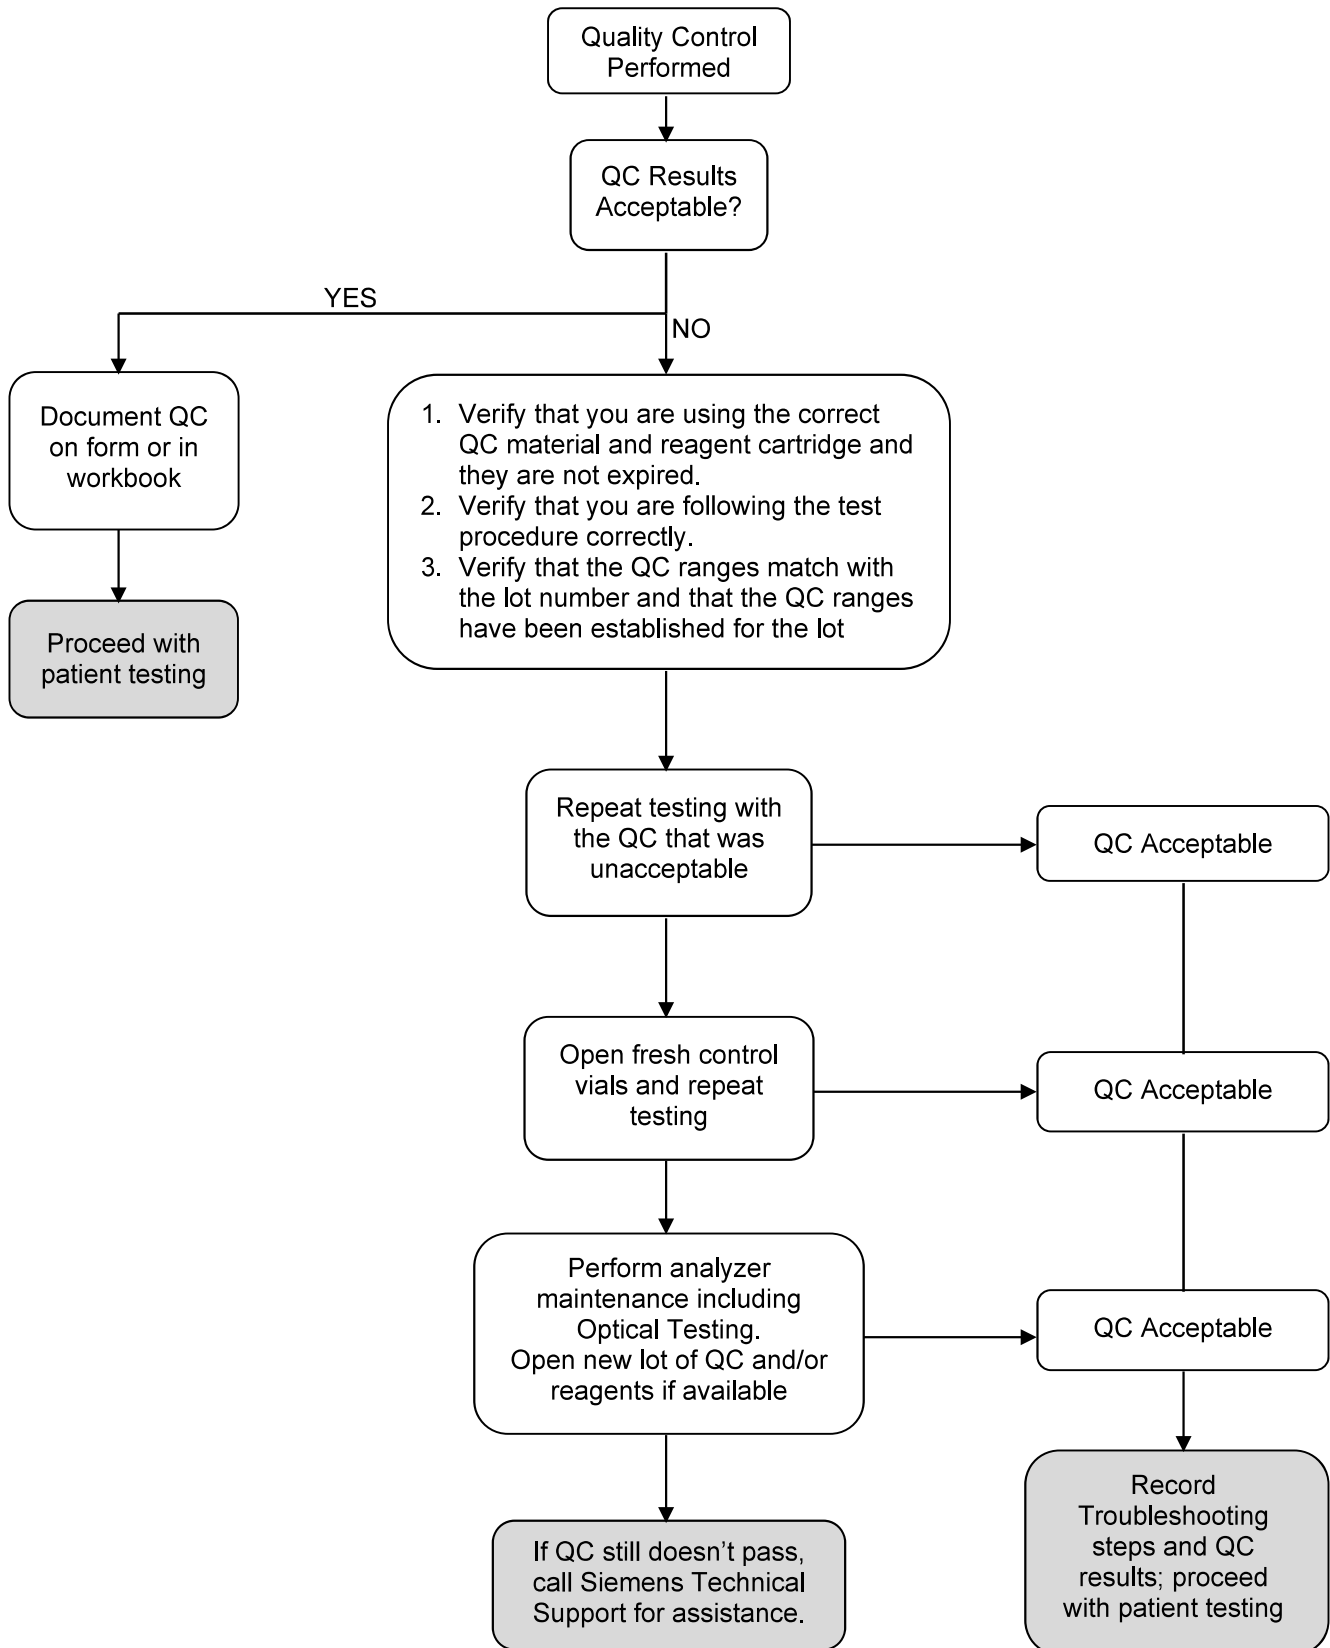 Quality Control
Performed
QC Results
Acceptable?
YES
NO
Document QC
on form or in
workbook
Proceed with
patient testing
1. Verify that you are using the correct
QC material and reagent cartridge and
they are not expired.
2. Verify that you are following the test
procedure correctly.
3. Verify that the QC ranges match with
the lot number and that the QC ranges
have been established for the lot
Repeat testing with
the QC that was
unacceptable
QC Acceptable
Open fresh control
vials and repeat
testing
QC Acceptable
Perform analyzer
maintenance including
Optical Testing.
Open new lot of QC and/or
reagents if available
QC Acceptable
If QC still doesn’t pass,
call Siemens Technical
Support for assistance.
Record
Troubleshooting
steps and QC
results; proceed
with patient testing